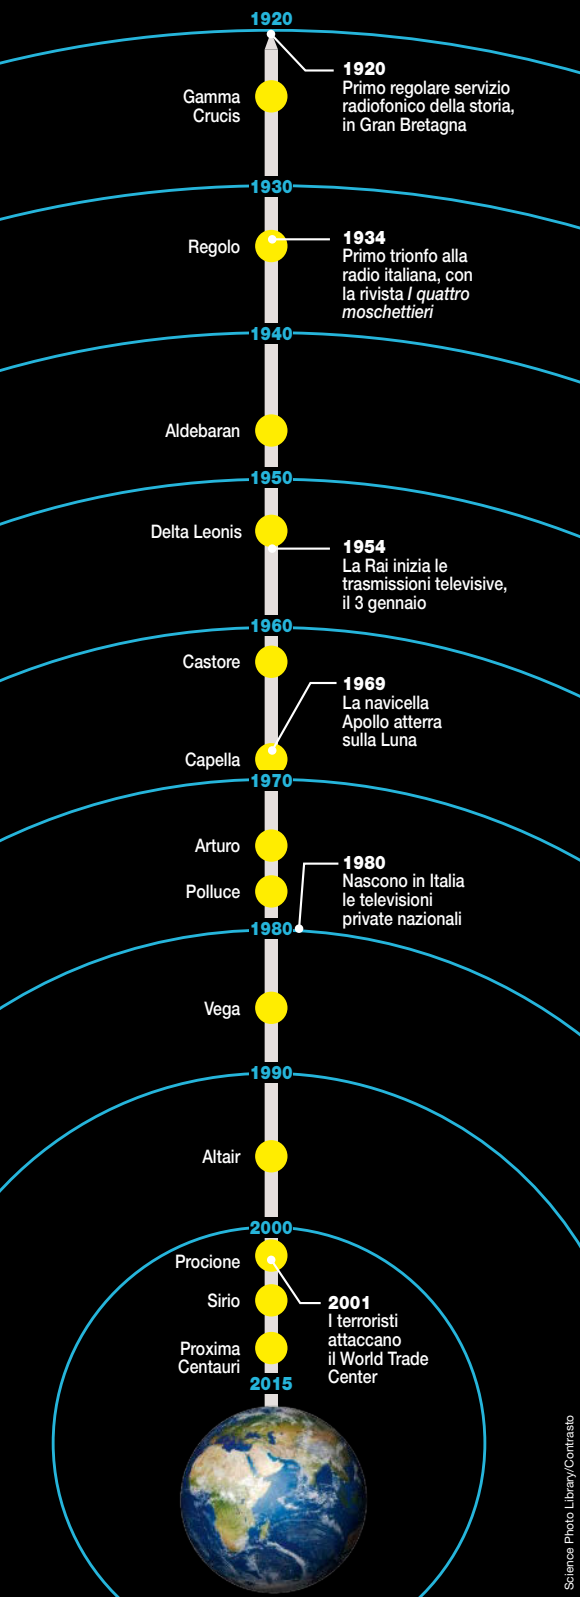 1920
1920
Primo regolare servizio
radiofonico della storia,
in Gran Bretagna
Gamma
Crucis
1930
Regolo
1934
Primo trionfo alla
radio italiana, con
la rivista I quattro
moschettieri
1940
Aldebaran
1950
Delta Leonis
1954
La Rai inizia le
trasmissioni televisive,
il 3 gennaio
1960
Castore
1969
La navicella
Apollo atterra
sulla Luna
Capella
1970
Arturo
Polluce
1980
Nascono in Italia
le televisioni
private nazionali
1980
Vega
1990
Altair
2000
Procione
Sirio
2001
I terroristi
attaccano
il World Trade
Center
Proxima
Centauri
2015
Science Photo Library/Contrasto